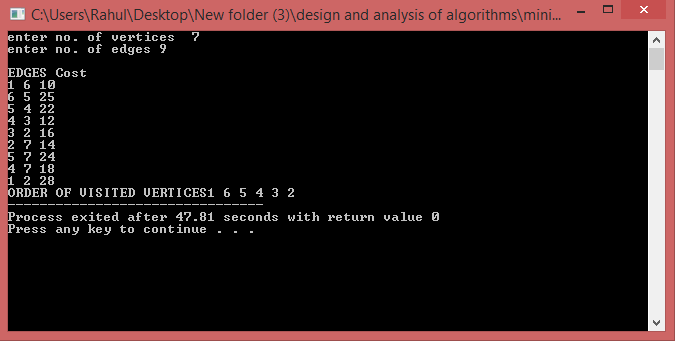 C:\Users\Rahul\Desktop\New folder (3)\design and analysis of algorithms\mini...
enter no. of vertices  7
enter no. of edges 9
EDGES Cost
1 6 10
6 5 25
5 4 22
4 3 12
3 2 16
2 7 14
5 7 24
4 7 18
1 2 28
ORDER OF VISITED VERTICES1 6 5 4 3 2
--------------------------------
Process exited after 47.81 seconds with return value 0
Press any key to continue . . .